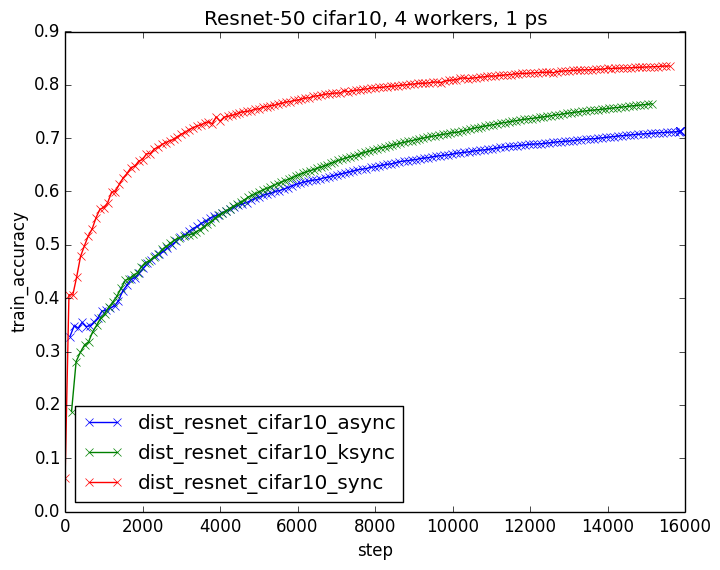 Resnet-50 cifar10, 4 workers, 1 ps
train_accuracy
0.9
0.8
0.7
0.6
0.5
0.4
0.3
0.2
0.1
0.0
dist_resnet_cifar10_async
dist_resnet_cifar10_ksync
dist_resnet_cifar10_sync
0 2000 4000 6000 8000 10000 12000 14000 16000
step